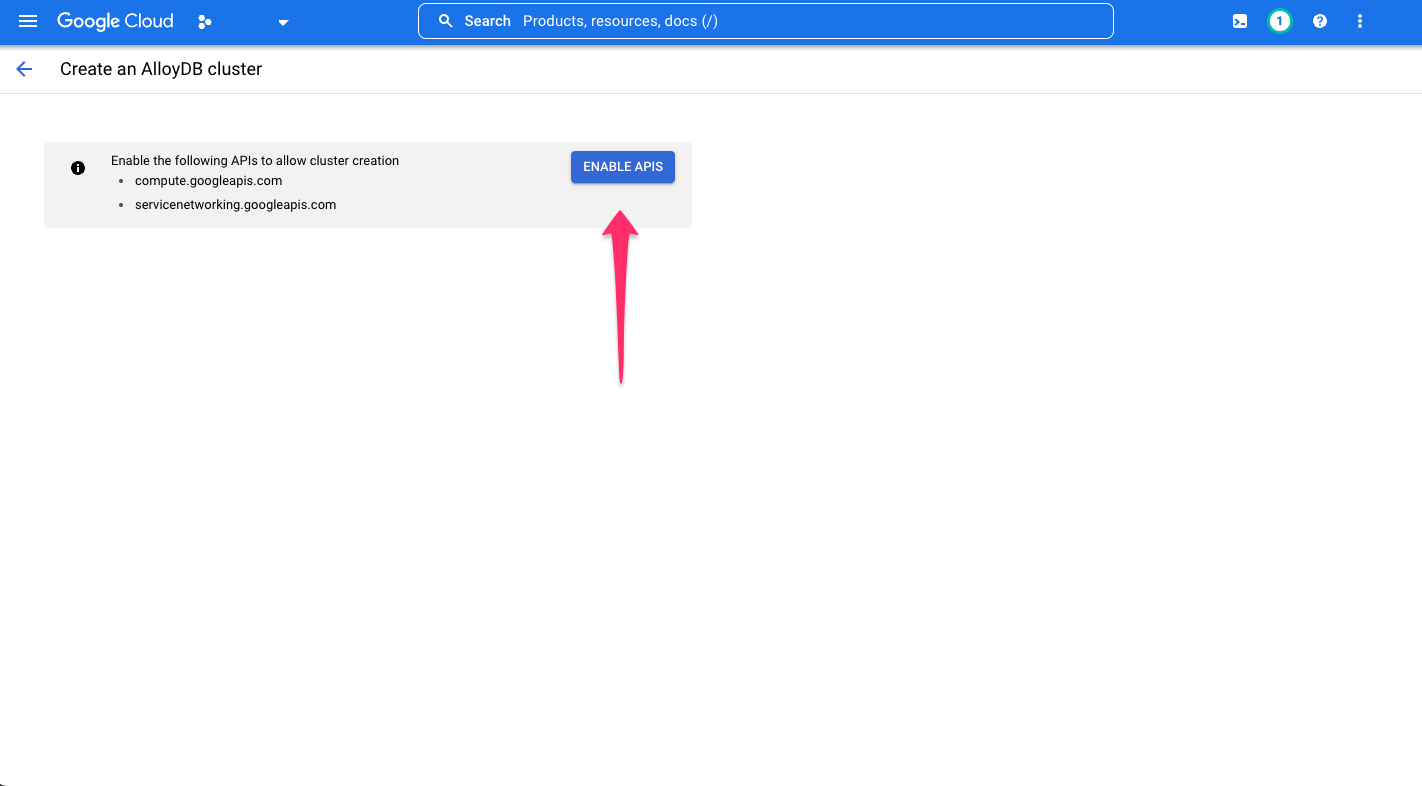 Google Cloud
Search Products, resources, docs (/)
1
Create an AlloyDB cluster
Enable the following APIs to allow cluster creation
ENABLE APIS
• compute.googleapis.com
• servicenetworking.googleapis.com